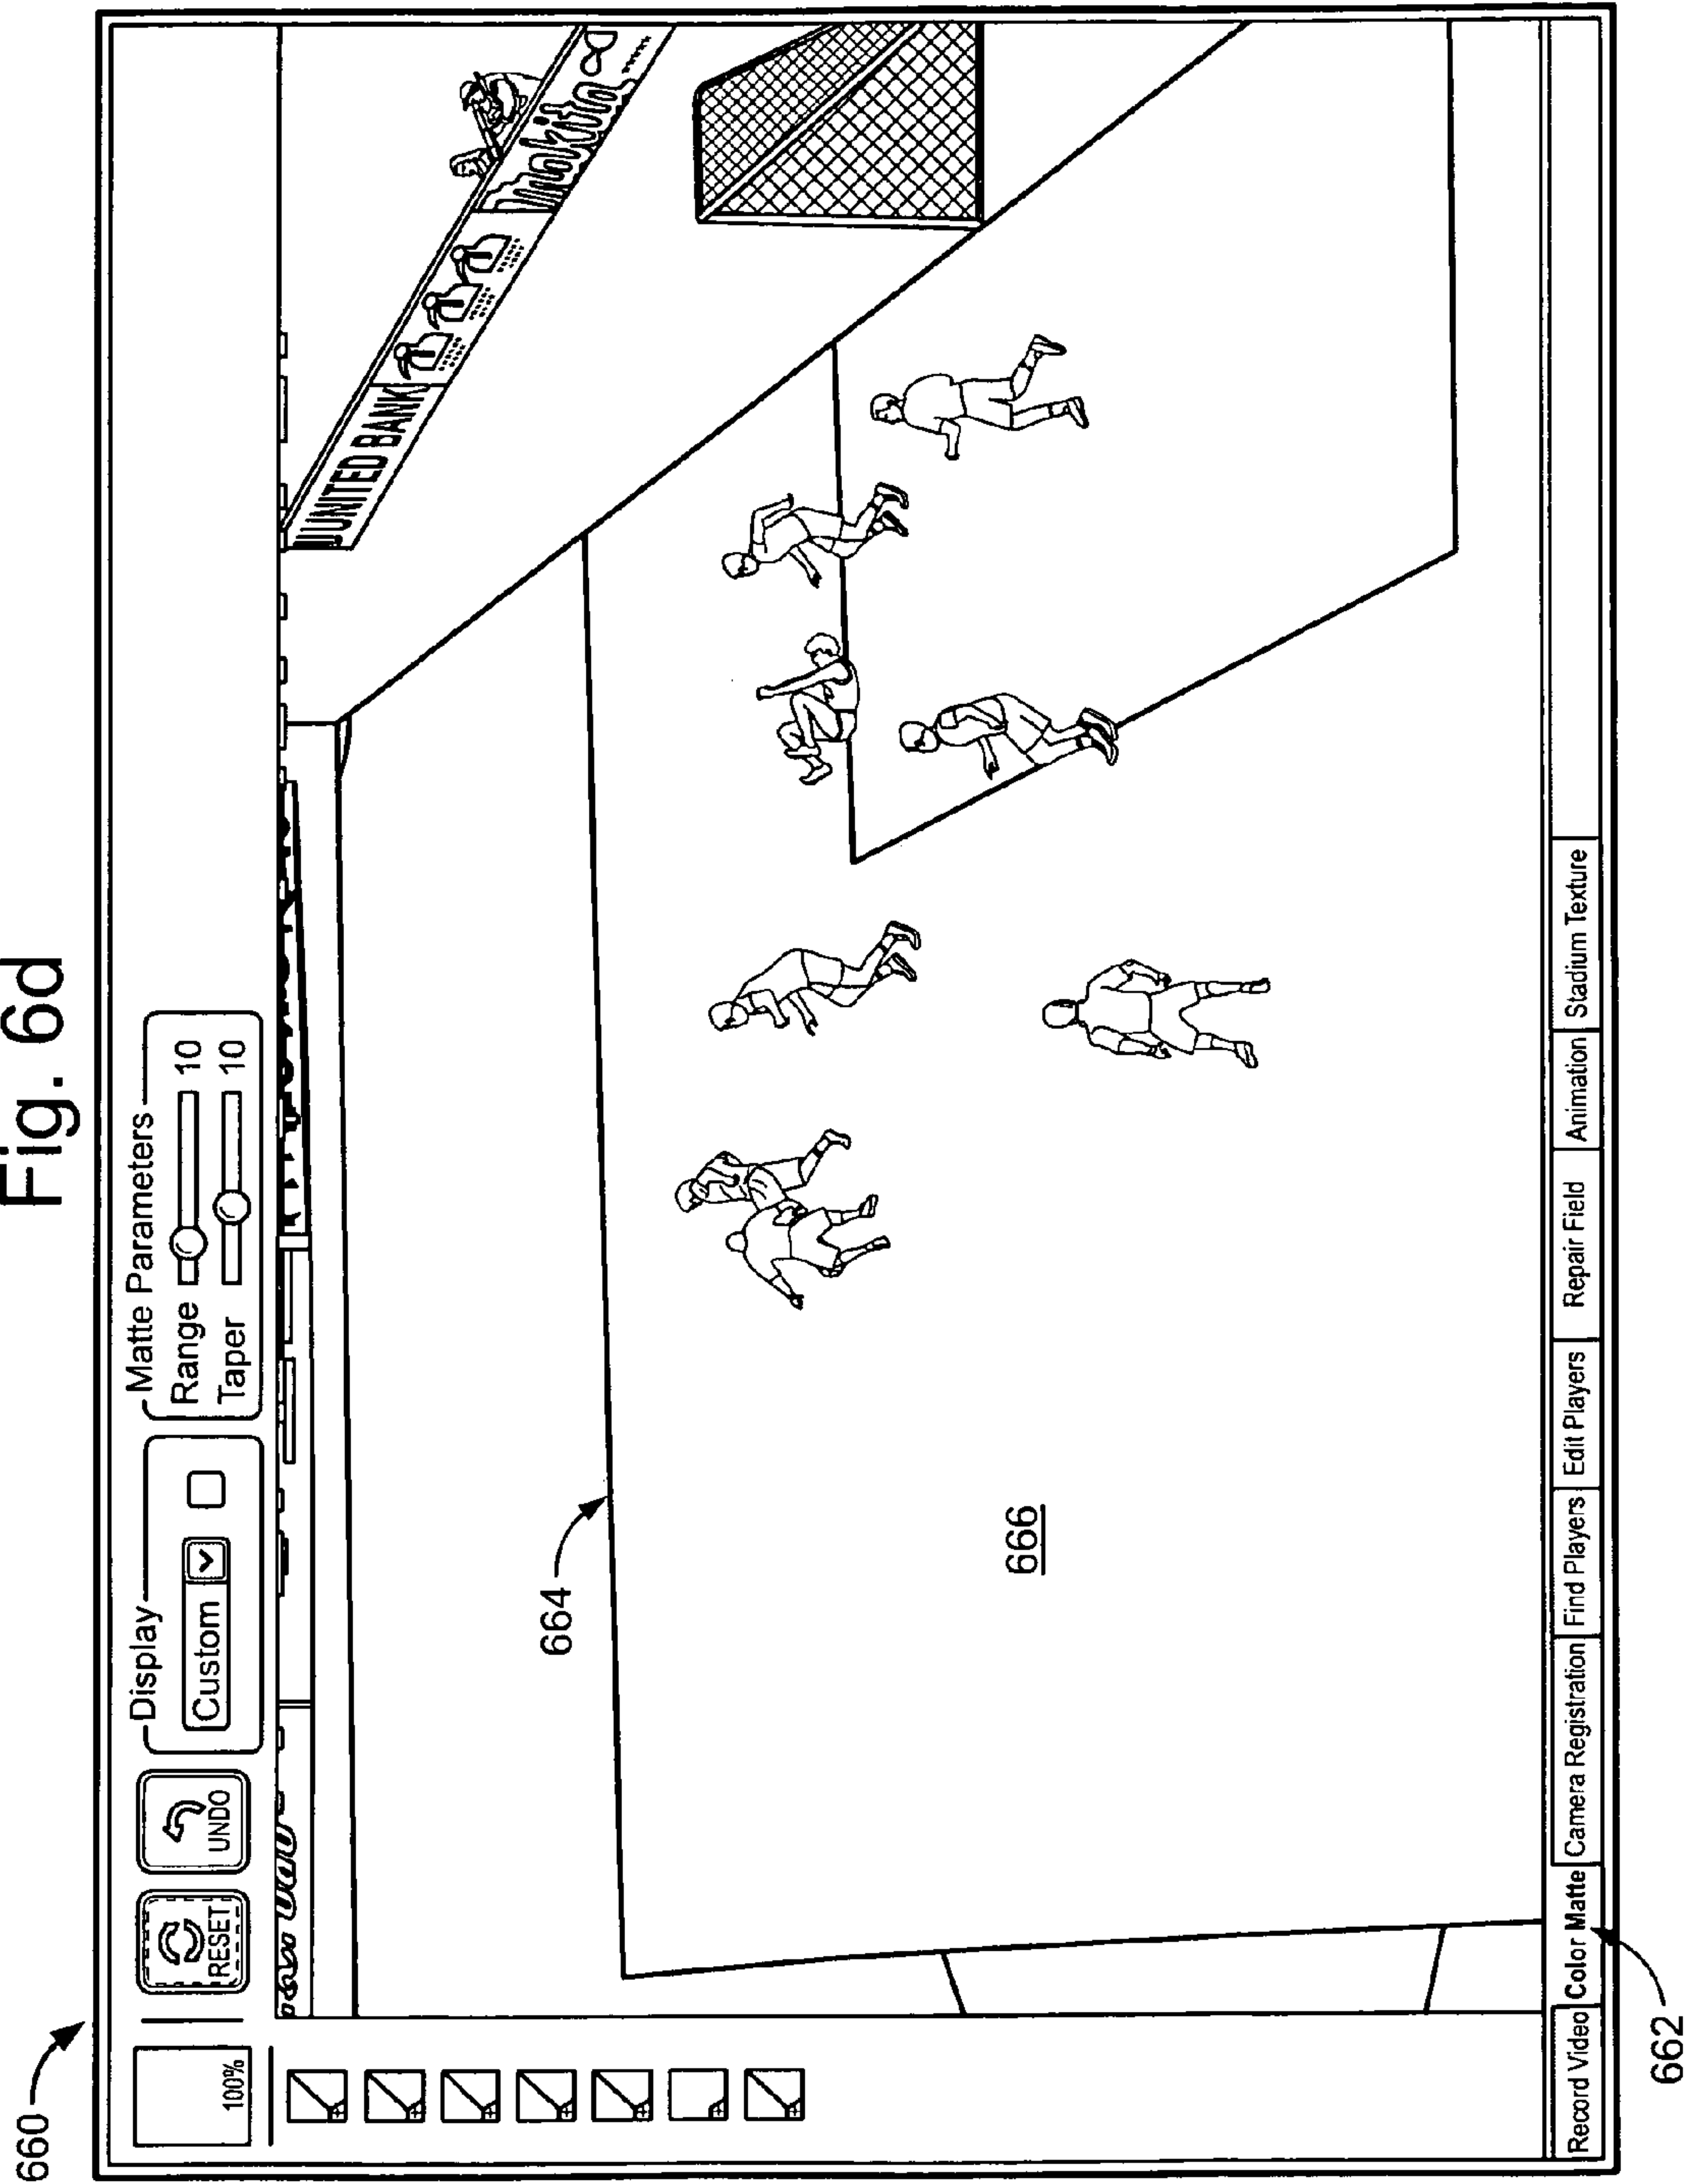 Fig. 6d
660
RESET
UNDO
Display
Custom
Matte Parameters
Range 10
Taper 10
100%
UNITED BANK
664
666
Record Video Color Matte Camera Registration Find Players Edit Players Repair Field Animation Stadium Texture
662